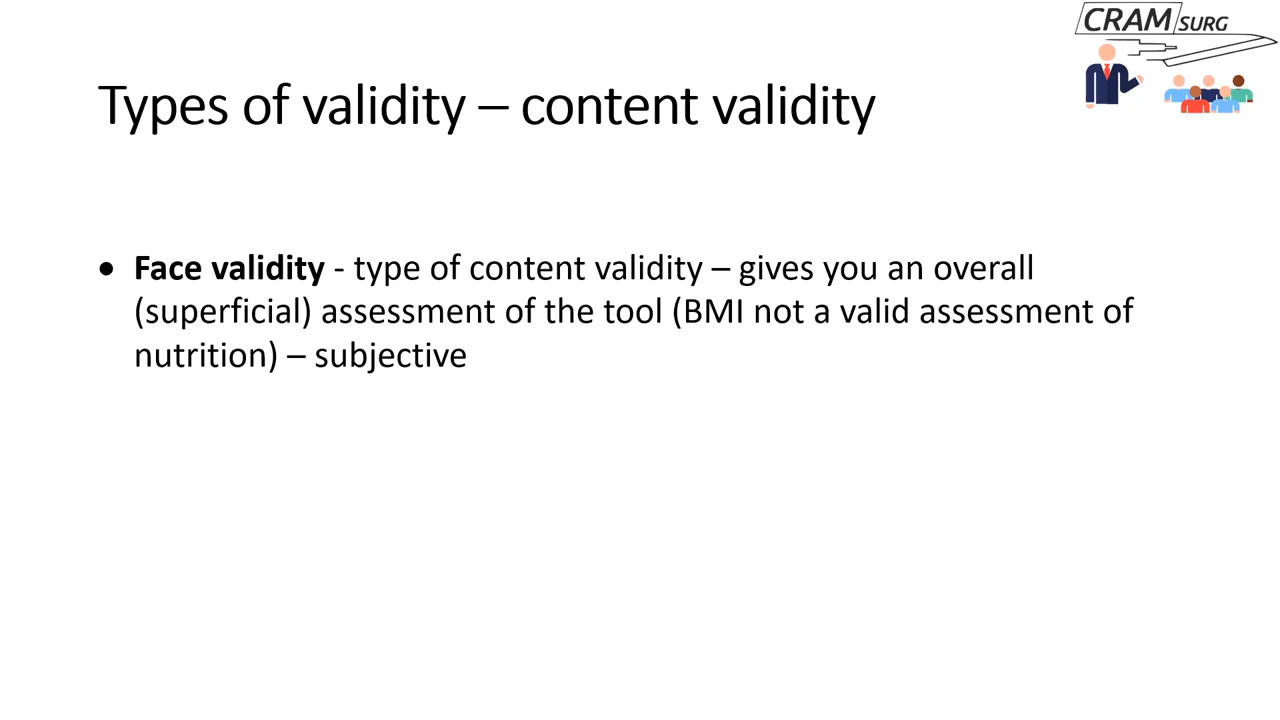 CRAM SURG
Types of validity – content validity
• Face validity - type of content validity – gives you an overall
(superficial) assessment of the tool (BMI not a valid assessment of
nutrition) – subjective